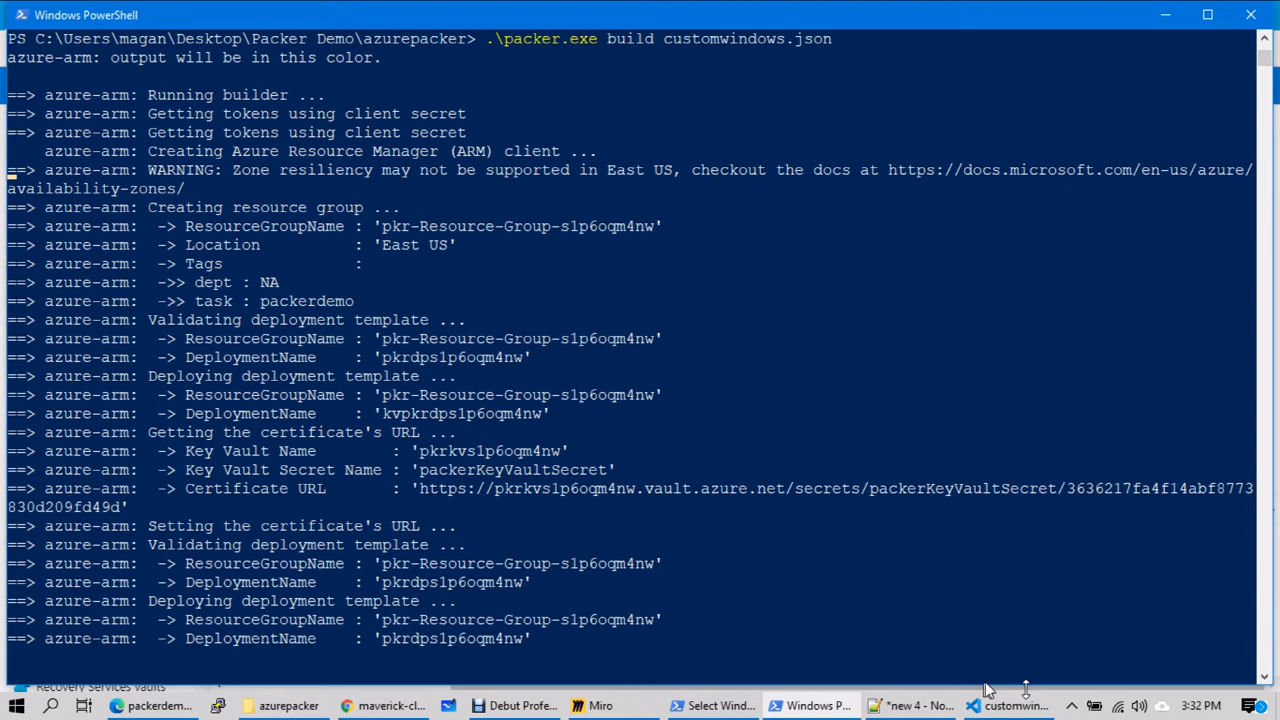 Windows PowerShell
PS C:\Users\magan\Desktop\Packer Demo\azurepacker> .\packer.exe build customwindows.json
azure-arm: output will be in this color.
==> azure-arm: Running builder ...
==> azure-arm: Getting tokens using client secret
==> azure-arm: Getting tokens using client secret
    azure-arm: Creating Azure Resource Manager (ARM) client ...
==> azure-arm: WARNING: Zone resiliency may not be supported in East US, checkout the docs at https://docs.microsoft.com/en-us/azure/
availability-zones/
==> azure-arm: Creating resource group ...
==> azure-arm:  -> ResourceGroupName : 'pkr-Resource-Group-s1p6oqm4nw'
==> azure-arm:  -> Location          : 'East US'
==> azure-arm:  -> Tags              :
==> azure-arm:  ->> dept : NA
==> azure-arm:  ->> task : packerdemo
==> azure-arm: Validating deployment template ...
==> azure-arm:  -> ResourceGroupName : 'pkr-Resource-Group-s1p6oqm4nw'
==> azure-arm:  -> DeploymentName    : 'pkrdps1p6oqm4nw'
==> azure-arm: Deploying deployment template ...
==> azure-arm:  -> ResourceGroupName : 'pkr-Resource-Group-s1p6oqm4nw'
==> azure-arm:  -> DeploymentName    : 'kvpkrdps1p6oqm4nw'
==> azure-arm: Getting the certificate's URL ...
==> azure-arm:  -> Key Vault Name        : 'pkrkvs1p6oqm4nw'
==> azure-arm:  -> Key Vault Secret Name : 'packerKeyVaultSecret'
==> azure-arm:  -> Certificate URL       : 'https://pkrkvs1p6oqm4nw.vault.azure.net/secrets/packerKeyVaultSecret/3636217fa4f14abf8773
830d209fd49d'
==> azure-arm: Setting the certificate's URL ...
==> azure-arm: Validating deployment template ...
==> azure-arm:  -> ResourceGroupName : 'pkr-Resource-Group-s1p6oqm4nw'
==> azure-arm:  -> DeploymentName    : 'pkrdps1p6oqm4nw'
==> azure-arm: Deploying deployment template ...
==> azure-arm:  -> ResourceGroupName : 'pkr-Resource-Group-s1p6oqm4nw'
==> azure-arm:  -> DeploymentName    : 'pkrdps1p6oqm4nw'
Recovery Services vaults
packerdem... azurepacker maverick-cl... Debut Profe... Miro Select Wind... Windows P... *new 4 - No... customwin... 3:32 PM